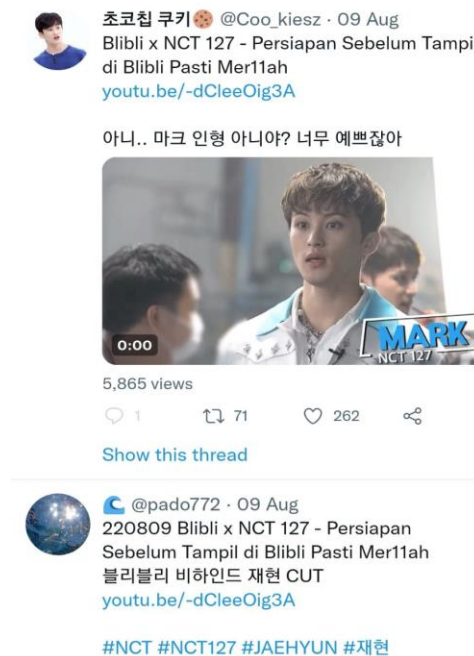 초코칩 쿠키🍪 @Coo_kiesz · 09 Aug
Blibli x NCT 127 - Persiapan Sebelum Tampi
di Blibli Pasti Mer11ah
youtu.be/-dCleeOig3A
아니.. 마크 인형 아니야? 너무 예쁘잖아
MARK
NCT 127
0:00
5,865 views
1 71 262
Show this thread
🌊 @pado772 · 09 Aug
220809 Blibli x NCT 127 - Persiapan
Sebelum Tampil di Blibli Pasti Mer11ah
블리블리 비하인드 재현 CUT
youtu.be/-dCleeOig3A
#NCT #NCT127 #JAEHYUN #재현